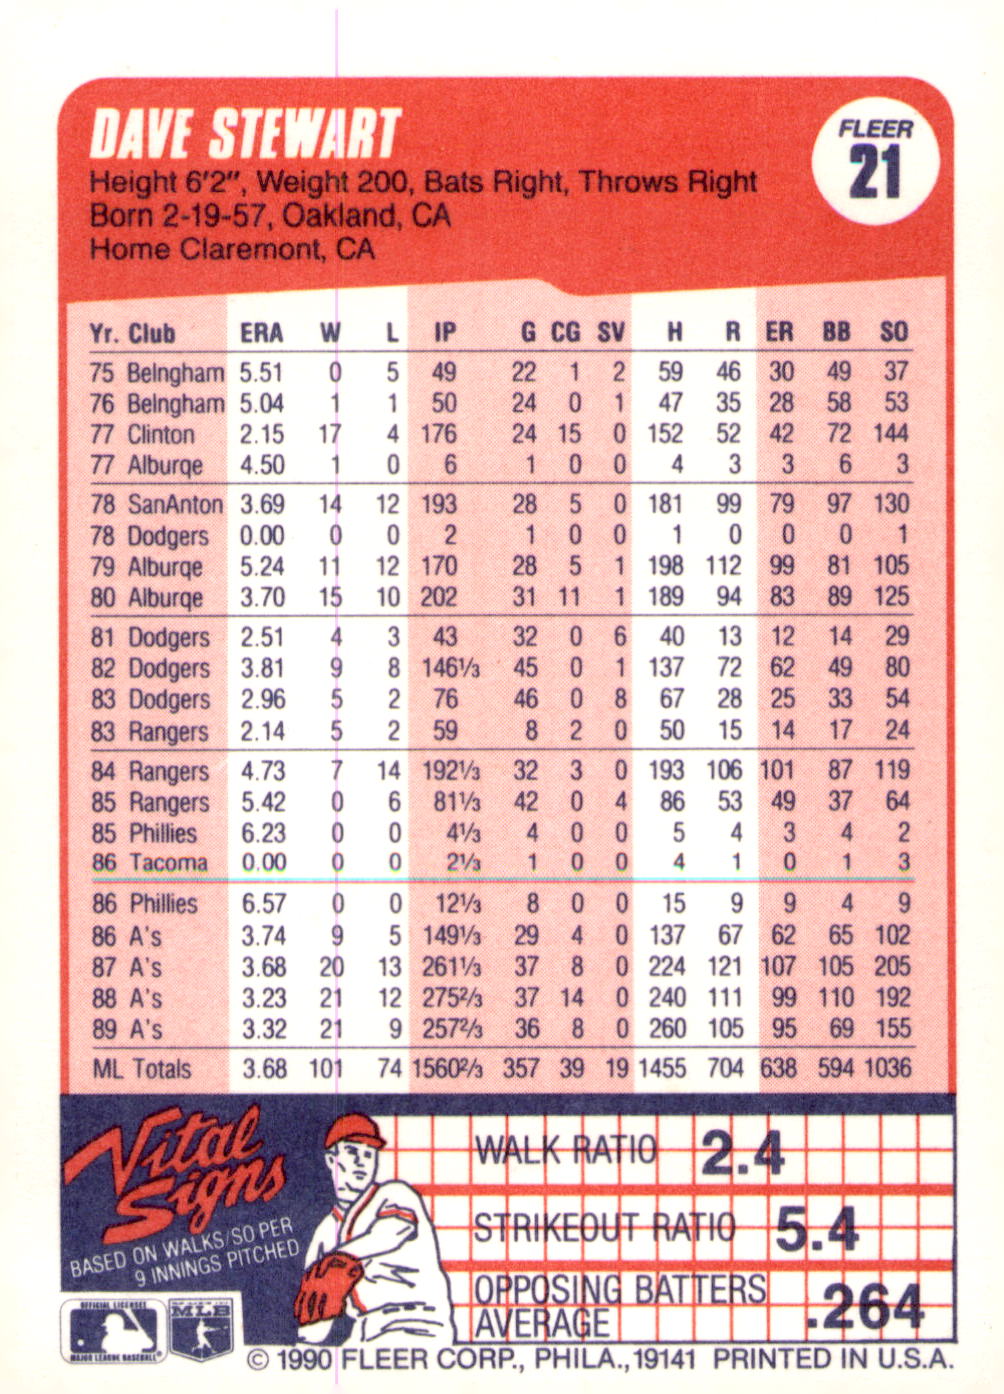 DAVE STEWART
FLEER
21
Height 6'2", Weight 200, Bats Right, Throws Right
Born 2-19-57, Oakland, CA
Home Claremont, CA
Yr. Club ERA W L IP G CG SV H R ER BB SO
75 Belngham 5.51 0 5 49 22 1 2 59 46 30 49 37
76 Belngham 5.04 1 1 50 24 0 1 47 35 28 58 53
77 Clinton 2.15 17 4 176 24 15 0 152 52 42 72 144
77 Alburqe 4.50 1 0 6 1 0 0 4 3 3 6 3
78 SanAnton 3.69 14 12 193 28 5 0 181 99 79 97 130
78 Dodgers 0.00 0 0 2 1 0 0 1 0 0 0 1
79 Alburqe 5.24 11 12 170 28 5 1 198 112 99 81 105
80 Alburqe 3.70 15 10 202 31 11 1 189 94 83 89 125
81 Dodgers 2.51 4 3 43 32 0 6 40 13 12 14 29
82 Dodgers 3.81 9 8 146⅓ 45 0 1 137 72 62 49 80
83 Dodgers 2.96 5 2 76 46 0 8 67 28 25 33 54
83 Rangers 2.14 5 2 59 8 2 0 50 15 14 17 24
84 Rangers 4.73 7 14 192⅓ 32 3 0 193 106 101 87 119
85 Rangers 5.42 0 6 81⅓ 42 0 4 86 53 49 37 64
85 Phillies 6.23 0 0 4⅓ 4 0 0 5 4 3 4 2
86 Tacoma 0.00 0 0 2⅓ 1 0 0 4 1 0 1 3
86 Phillies 6.57 0 0 12⅓ 8 0 0 15 9 9 4 9
86 A's 3.74 9 5 149⅓ 29 4 0 137 67 62 65 102
87 A's 3.68 20 13 261⅓ 37 8 0 224 121 107 105 205
88 A's 3.23 21 12 275⅔ 37 14 0 240 111 99 110 192
89 A's 3.32 21 9 257⅔ 36 8 0 260 105 95 69 155
ML Totals 3.68 101 74 1560⅔ 357 39 19 1455 704 638 594 1036
Vital
Signs
BASED ON WALKS/SO PER
9 INNINGS PITCHED
WALK RATIO 2.4
STRIKEOUT RATIO 5.4
OPPOSING BATTERS
AVERAGE .264
OFFICIAL LICENSEE
MAJOR LEAGUE BASEBALL
MLB
© 1990 FLEER CORP., PHILA., 19141 PRINTED IN U.S.A.